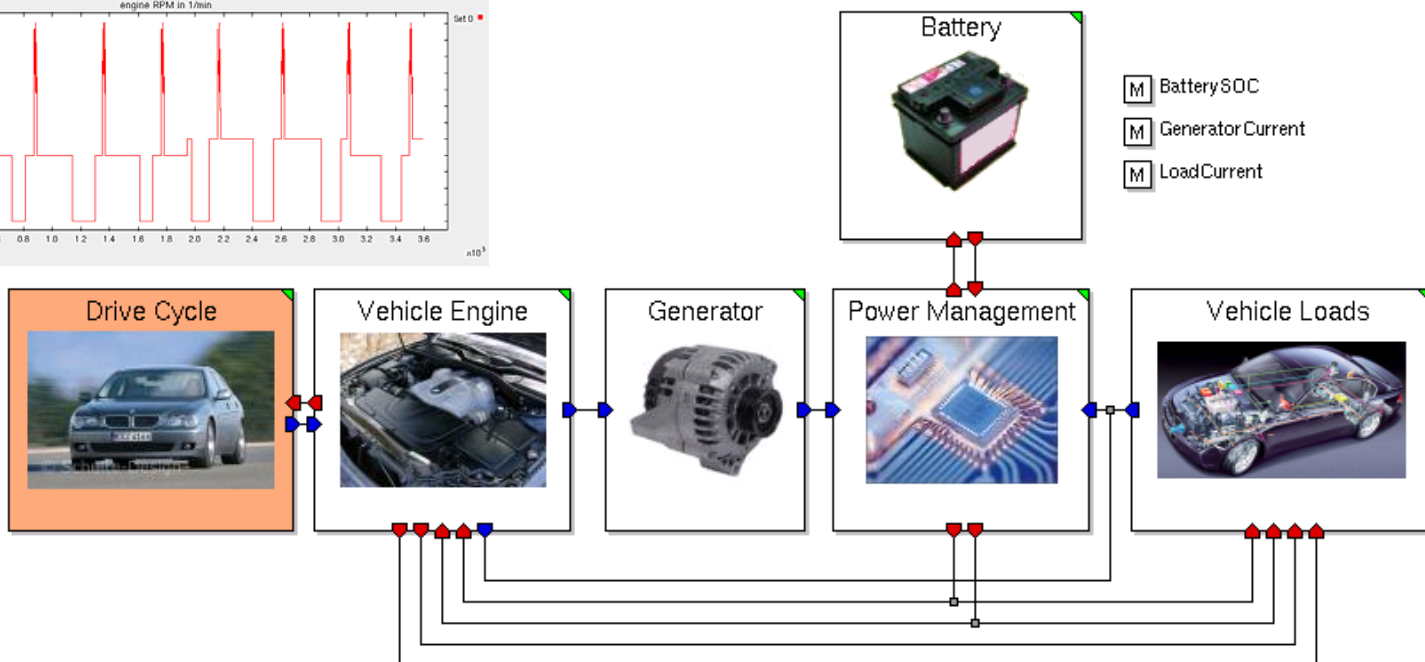 engine RPM in 1/min
Set 0
0.8 1.0 1.2 1.4 1.6 1.8 2.0 2.2 2.4 2.6 2.8 3.0 3.2 3.4 3.6
x10³
Battery
M BatterySOC
M GeneratorCurrent
M LoadCurrent
Drive Cycle
Vehicle Engine
Generator
Power Management
Vehicle Loads